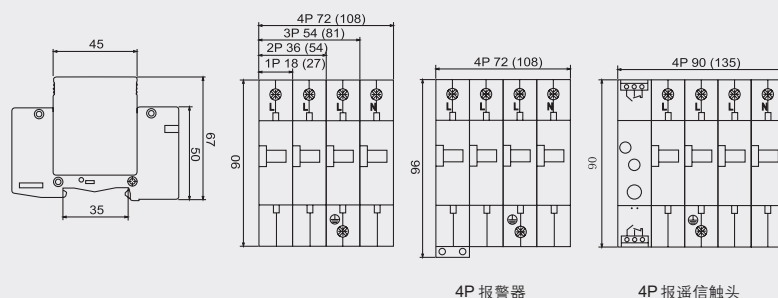 45
67
50
35
4P 72 (108)
3P 54 (81)
2P 36 (54)
1P 18 (27)
L L L N
90
4P 72 (108)
L L L N
96
4P 报警器
4P 90 (135)
L L L N
90
4P 报遥信触头